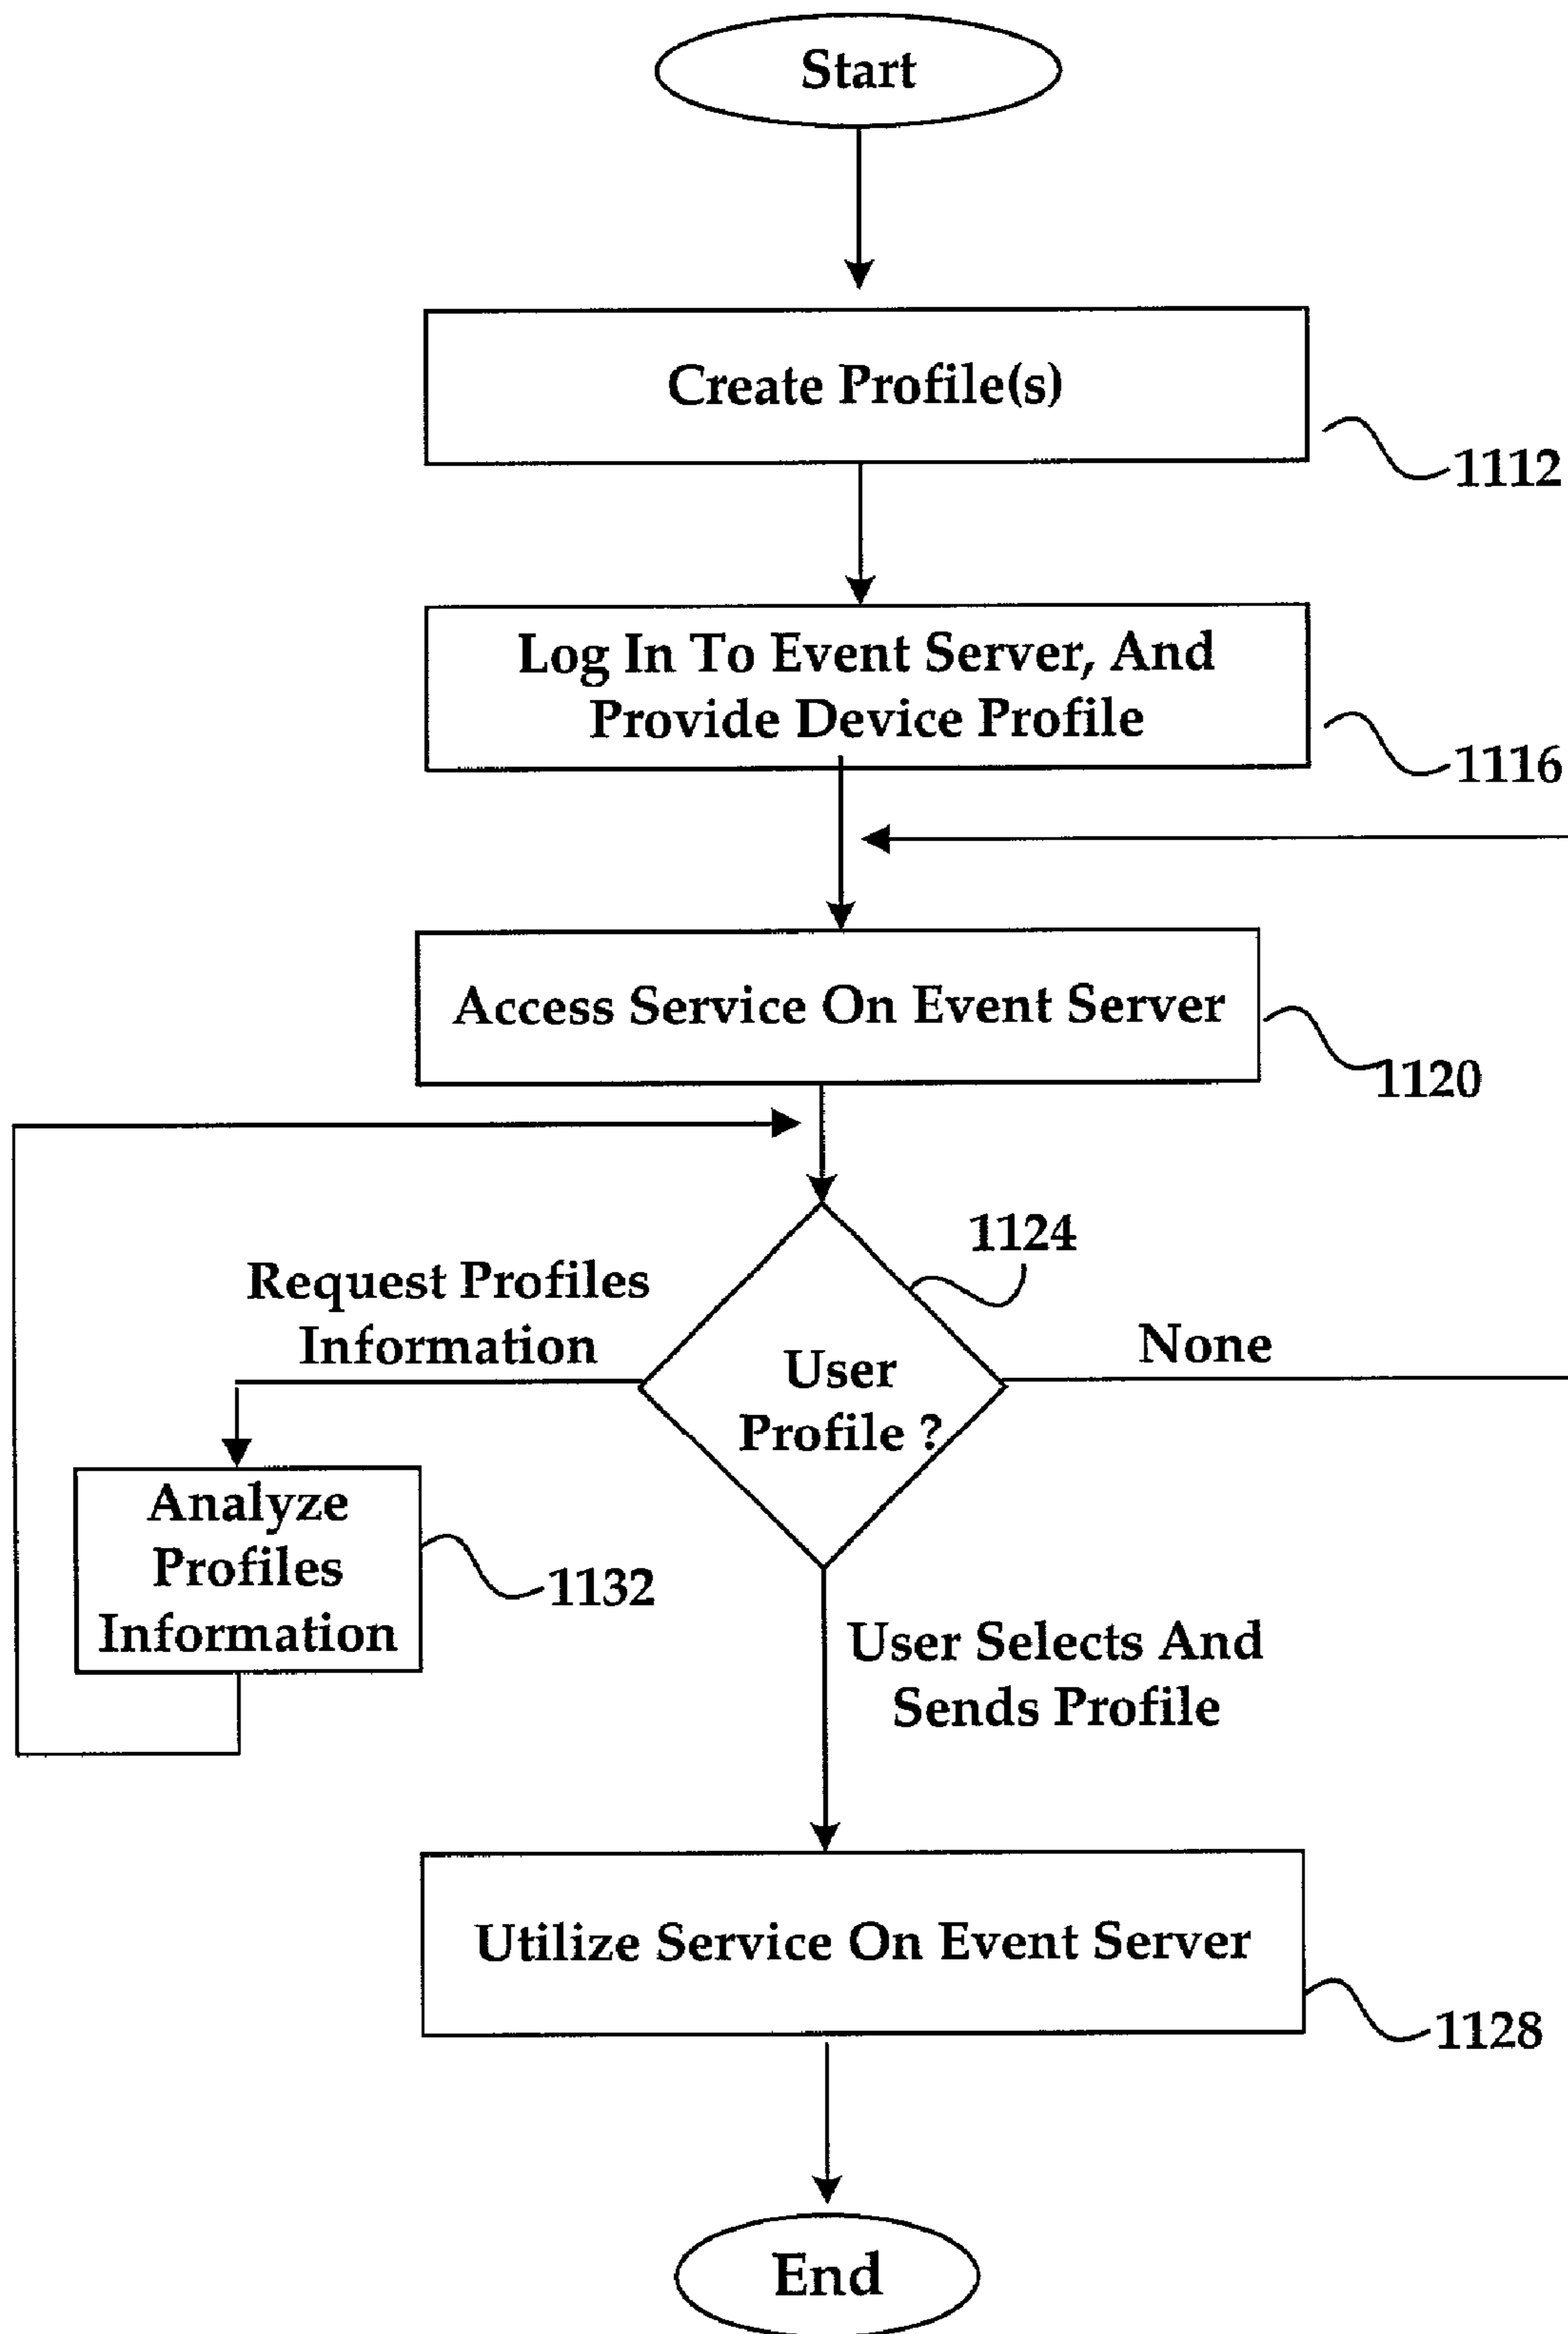 Start
Create Profile(s)
1112
Log In To Event Server, And
Provide Device Profile
1116
Access Service On Event Server
1120
1124
Request Profiles
Information
None
User
Profile ?
Analyze
Profiles
Information
1132
User Selects And
Sends Profile
Utilize Service On Event Server
1128
End